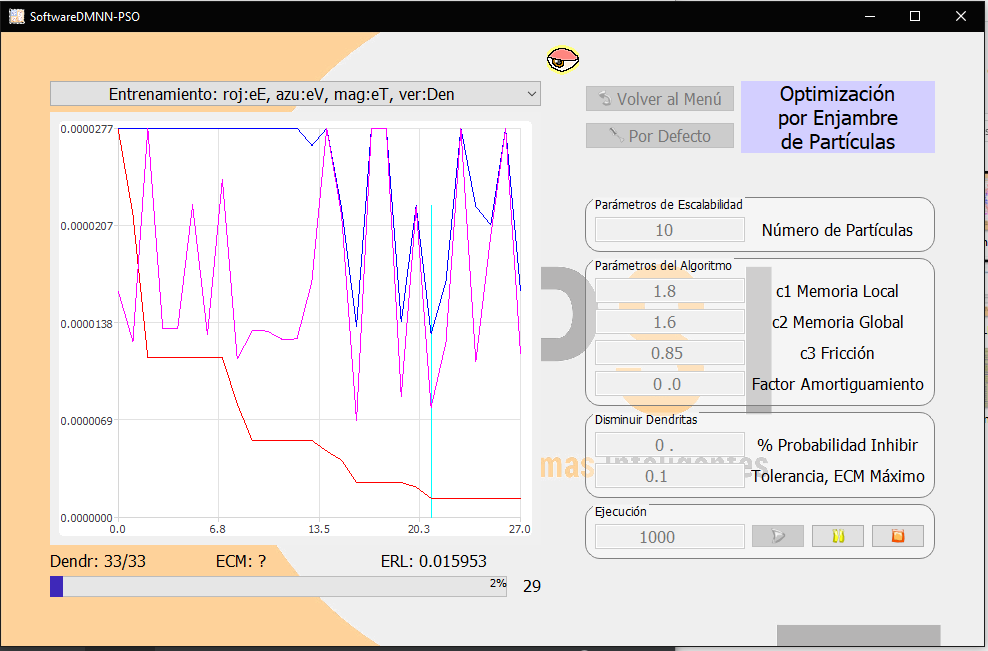 SoftwareDMNN-PSO
Entrenamiento: roj:eE, azu:eV, mag:eT, ver:Den
0.0000277
0.0000207
0.0000138
0.0000069
0.0000000
0.0 6.8 13.5 20.3 27.0
Dendr: 33/33 ECM: ? ERL: 0.015953
2% 29
Volver al Menú
Por Defecto
Optimización
por Enjambre
de Partículas
Parámetros de Escalabilidad
10 Número de Partículas
Parámetros del Algoritmo
1.8 c1 Memoria Local
1.6 c2 Memoria Global
0.85 c3 Fricción
0 .0 Factor Amortiguamiento
Disminuir Dendritas
0 . % Probabilidad Inhibir
0.1 Tolerancia, ECM Máximo
Ejecución
1000